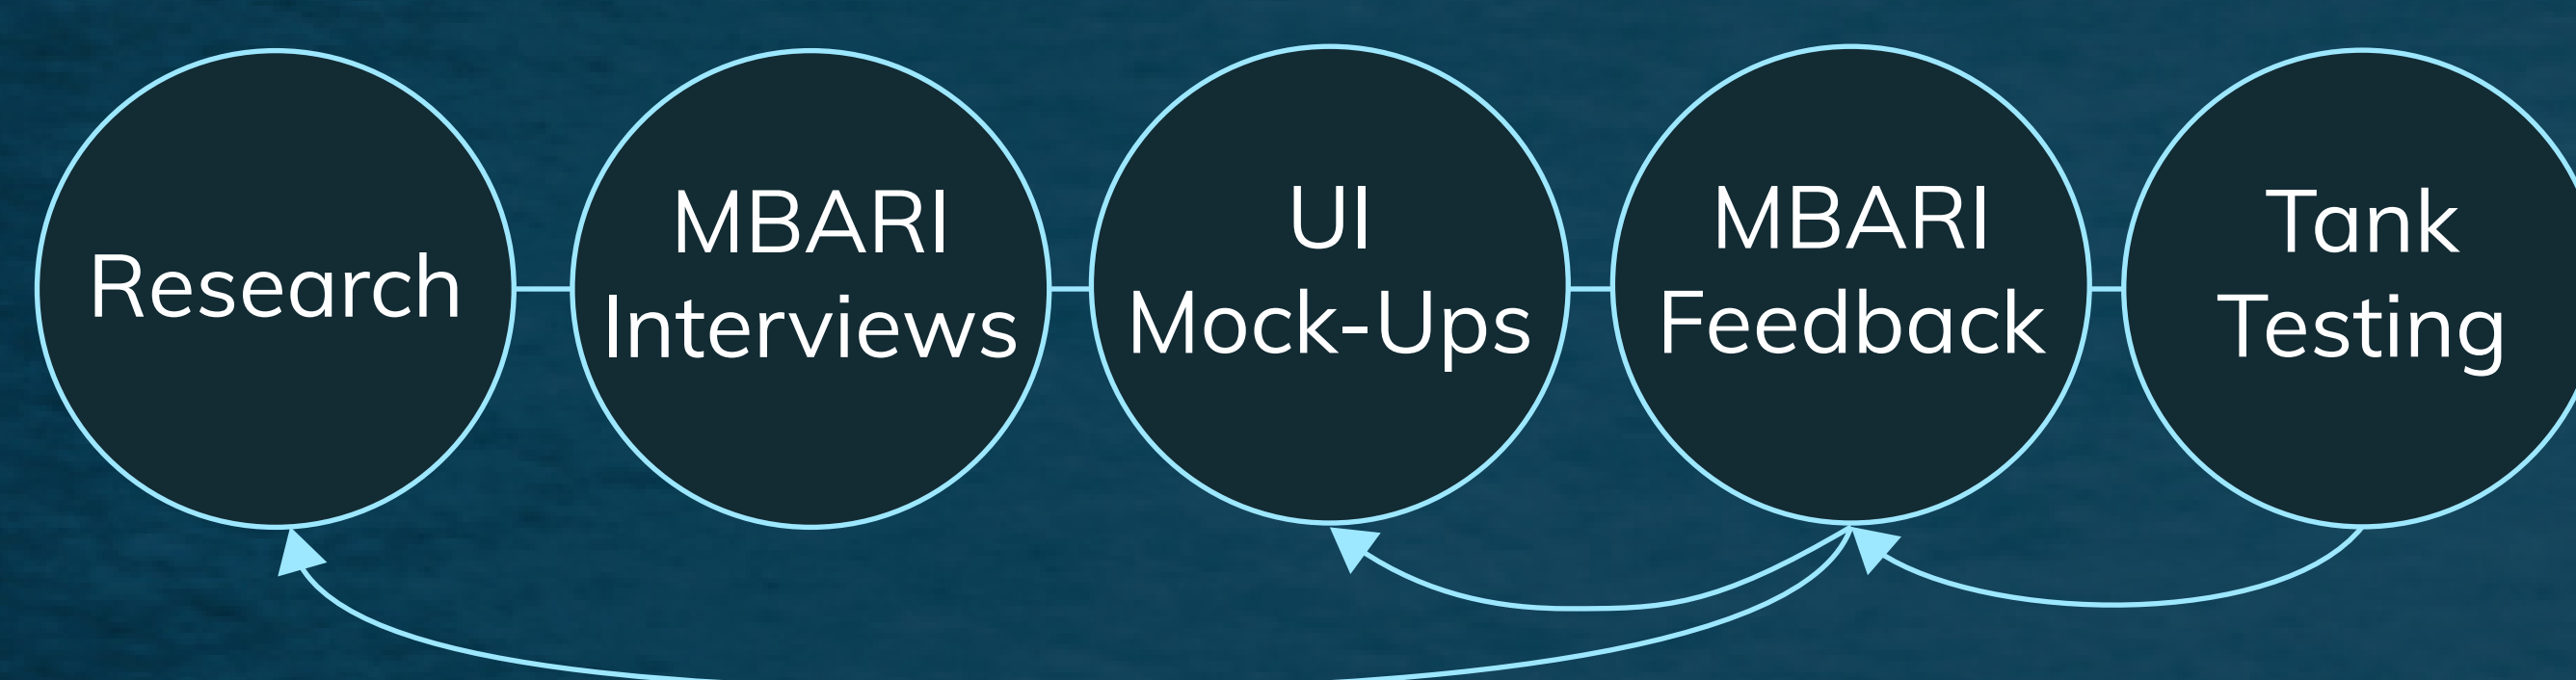 Research
MBARI
Interviews
UI
Mock-Ups
MBARI
Feedback
Tank
Testing